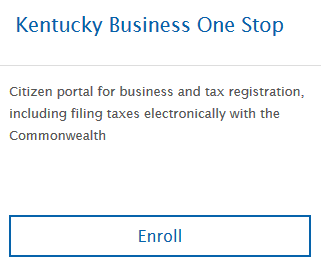 Kentucky Business One Stop
Citizen portal for business and tax registration,
including filing taxes electronically with the
Commonwealth
Enroll